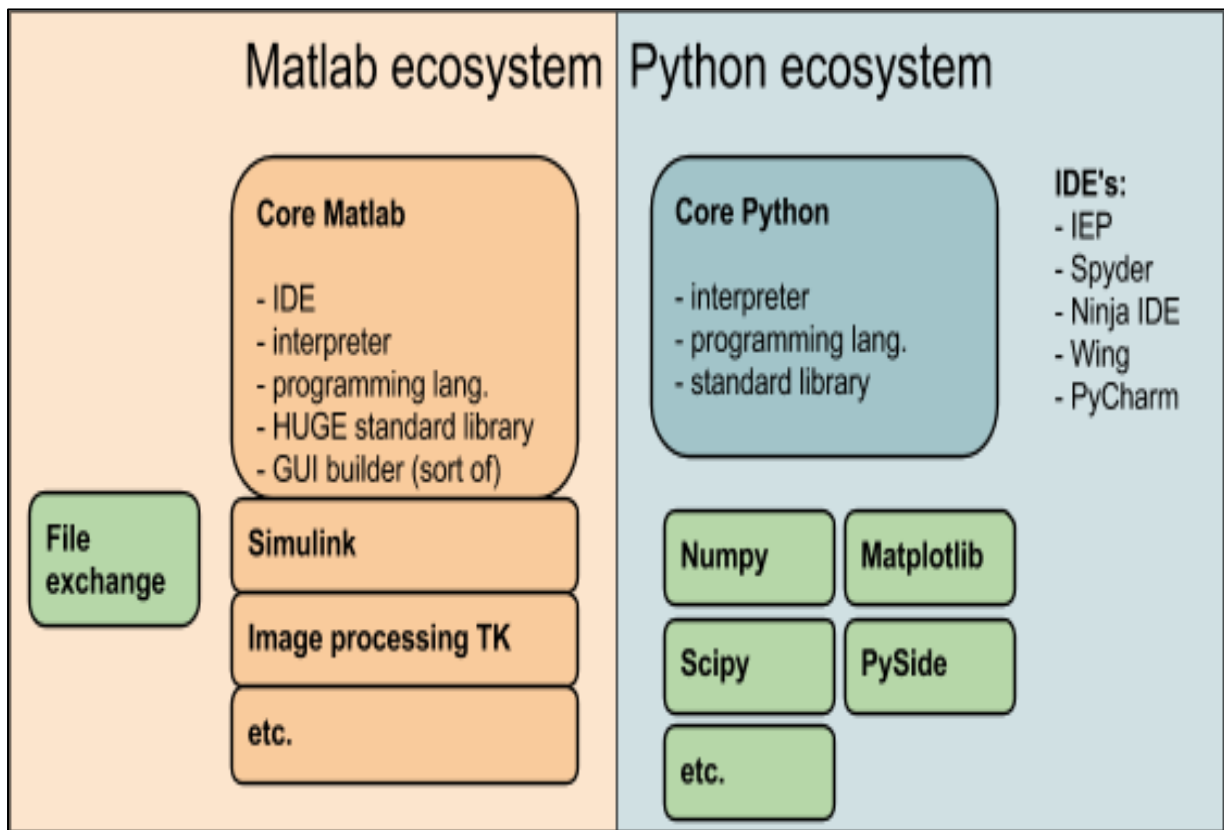 Matlab ecosystem
Core Matlab
- IDE
- interpreter
- programming lang.
- HUGE standard library
- GUI builder (sort of)
File
exchange
Simulink
Image processing TK
etc.
Python ecosystem
Core Python
- interpreter
- programming lang.
- standard library
IDE's:
- IEP
- Spyder
- Ninja IDE
- Wing
- PyCharm
Numpy
Matplotlib
Scipy
PySide
etc.